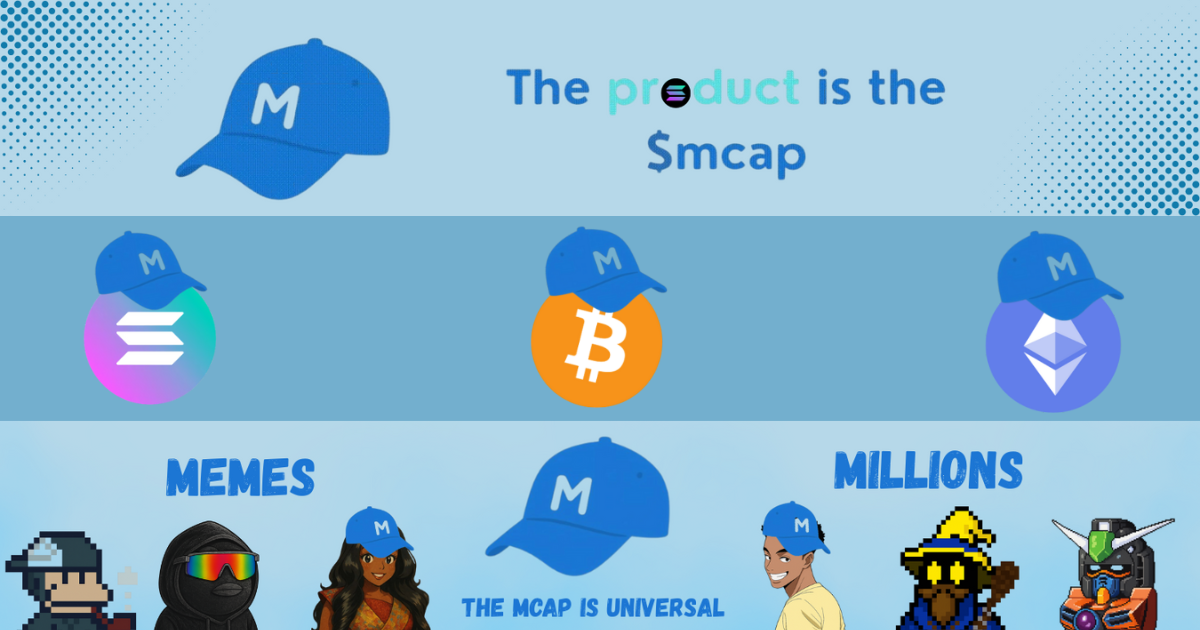 M
The product is the
$mcap
M
M
M
MEMES
MILLIONS
M
M
M
THE MCAP IS UNIVERSAL